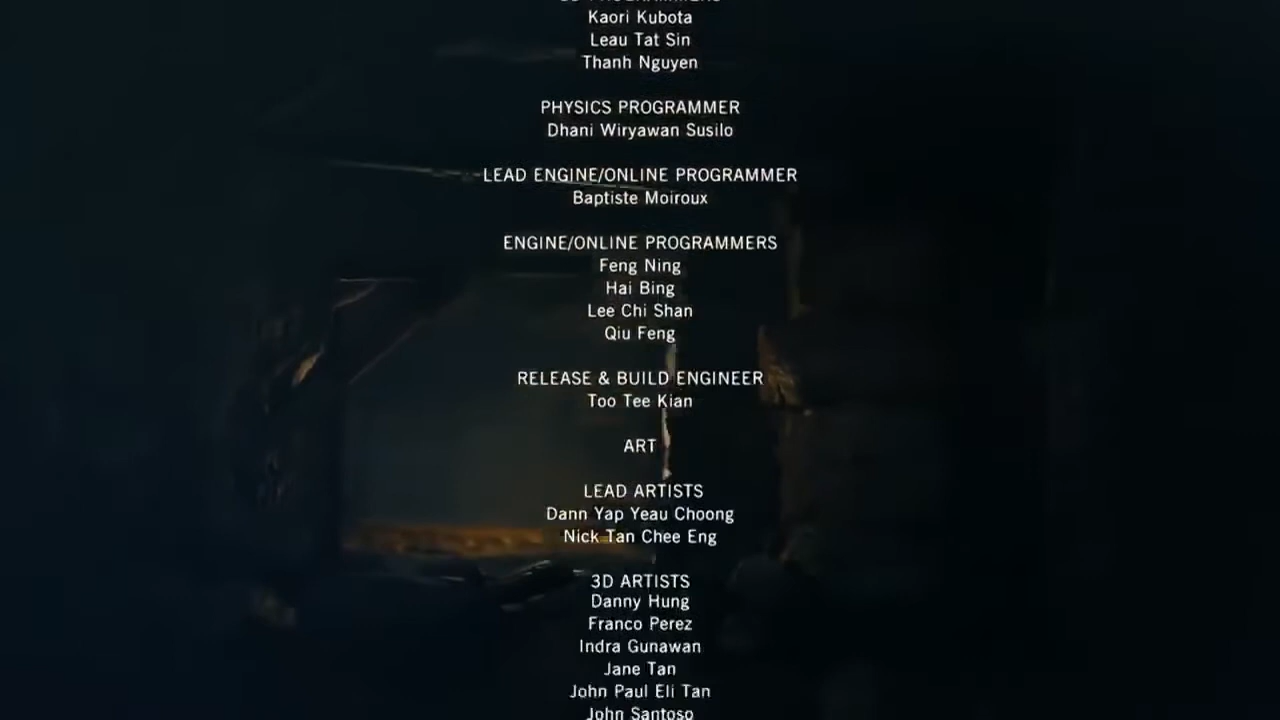 PROGRAMMERS
Kaori Kubota
Leau Tat Sin
Thanh Nguyen
PHYSICS PROGRAMMER
Dhani Wiryawan Susilo
LEAD ENGINE/ONLINE PROGRAMMER
Baptiste Moiroux
ENGINE/ONLINE PROGRAMMERS
Feng Ning
Hai Bing
Lee Chi Shan
Qiu Feng
RELEASE & BUILD ENGINEER
Too Tee Kian
ART
LEAD ARTISTS
Dann Yap Yeau Choong
Nick Tan Chee Eng
3D ARTISTS
Danny Hung
Franco Perez
Indra Gunawan
Jane Tan
John Paul Eli Tan
John Santoso